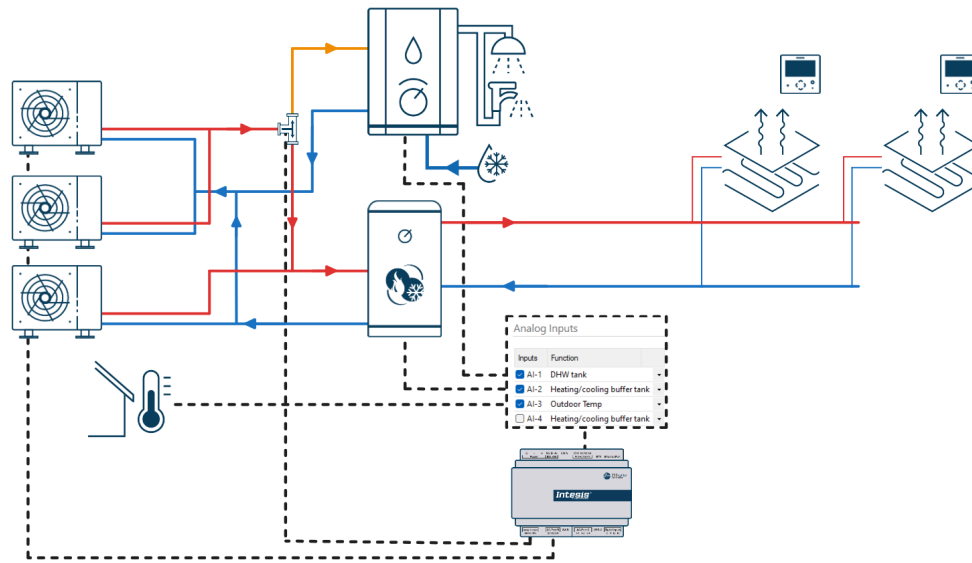 Analog Inputs
Inputs Function
AI-1 DHW tank
AI-2 Heating/cooling buffer tank
AI-3 Outdoor Temp
AI-4 Heating/cooling buffer tank
Intesis